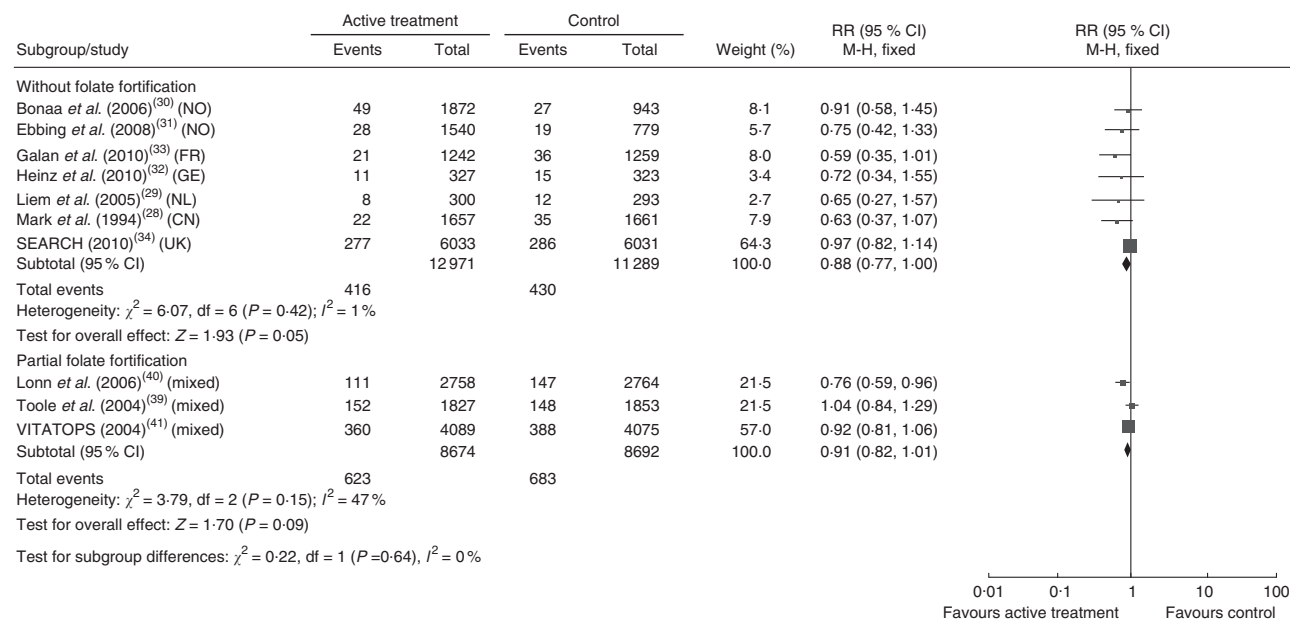 Active treatment Control RR (95 % CI) RR (95 % CI)
Subgroup/study Events Total Events Total Weight (%) M-H, fixed M-H, fixed
Without folate fortification
Bonaa et al. (2006)(30) (NO) 49 1872 27 943 8·1 0·91 (0·58, 1·45)
Ebbing et al. (2008)(31) (NO) 28 1540 19 779 5·7 0·75 (0·42, 1·33)
Galan et al. (2010)(33) (FR) 21 1242 36 1259 8·0 0·59 (0·35, 1·01)
Heinz et al. (2010)(32) (GE) 11 327 15 323 3·4 0·72 (0·34, 1·55)
Liem et al. (2005)(29) (NL) 8 300 12 293 2·7 0·65 (0·27, 1·57)
Mark et al. (1994)(28) (CN) 22 1657 35 1661 7·9 0·63 (0·37, 1·07)
SEARCH (2010)(34) (UK) 277 6033 286 6031 64·3 0·97 (0·82, 1·14)
Subtotal (95 % CI) 12 971 11 289 100·0 0·88 (0·77, 1·00)
Total events 416 430
Heterogeneity: χ2 = 6·07, df = 6 (P = 0·42); I2 = 1 %
Test for overall effect: Z = 1·93 (P = 0·05)
Partial folate fortification
Lonn et al. (2006)(40) (mixed) 111 2758 147 2764 21·5 0·76 (0·59, 0·96)
Toole et al. (2004)(39) (mixed) 152 1827 148 1853 21·5 1·04 (0·84, 1·29)
VITATOPS (2004)(41) (mixed) 360 4089 388 4075 57·0 0·92 (0·81, 1·06)
Subtotal (95 % CI) 8674 8692 100.0 0·91 (0·82, 1·01)
Total events 623 683
Heterogeneity: χ2 = 3·79, df = 2 (P = 0·15); I2 = 47 %
Test for overall effect: Z = 1·70 (P = 0·09)
Test for subgroup differences: χ2 = 0·22, df = 1 (P =0·64), I2 = 0 %
0·01 0·1 1 10 100
Favours active treatment Favours control